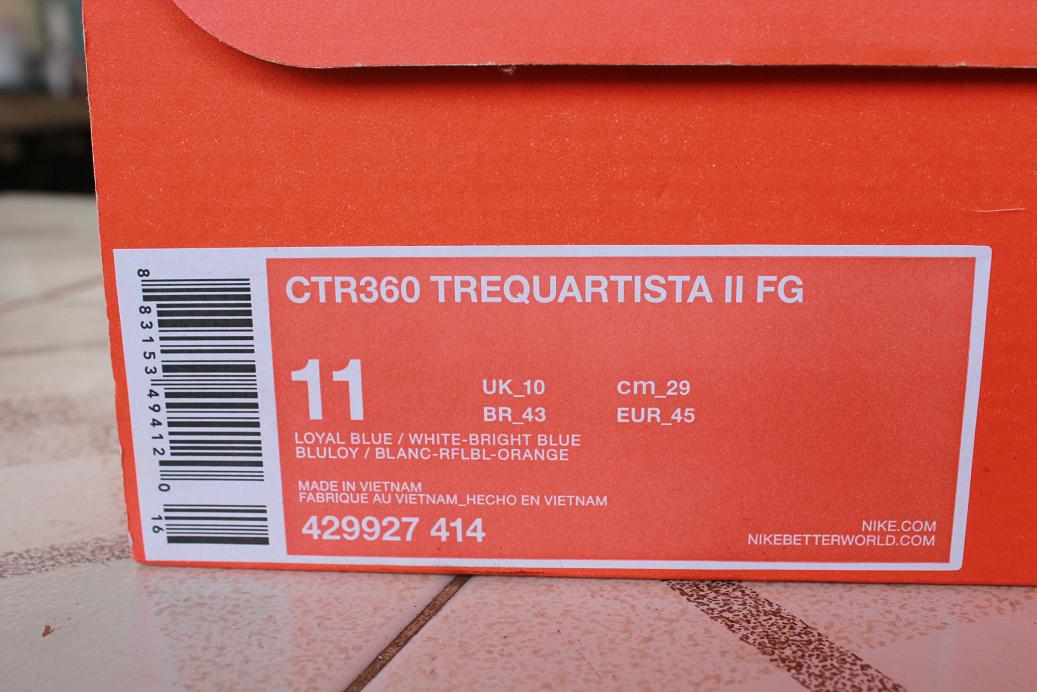 8 83153 49412 0 16
CTR360 TREQUARTISTA II FG
11
UK_10 cm_29
BR_43 EUR_45
LOYAL BLUE / WHITE-BRIGHT BLUE
BLULOY / BLANC-RFLBL-ORANGE
MADE IN VIETNAM
FABRIQUE AU VIETNAM_HECHO EN VIETNAM
429927 414
NIKE.COM
NIKEBETTERWORLD.COM